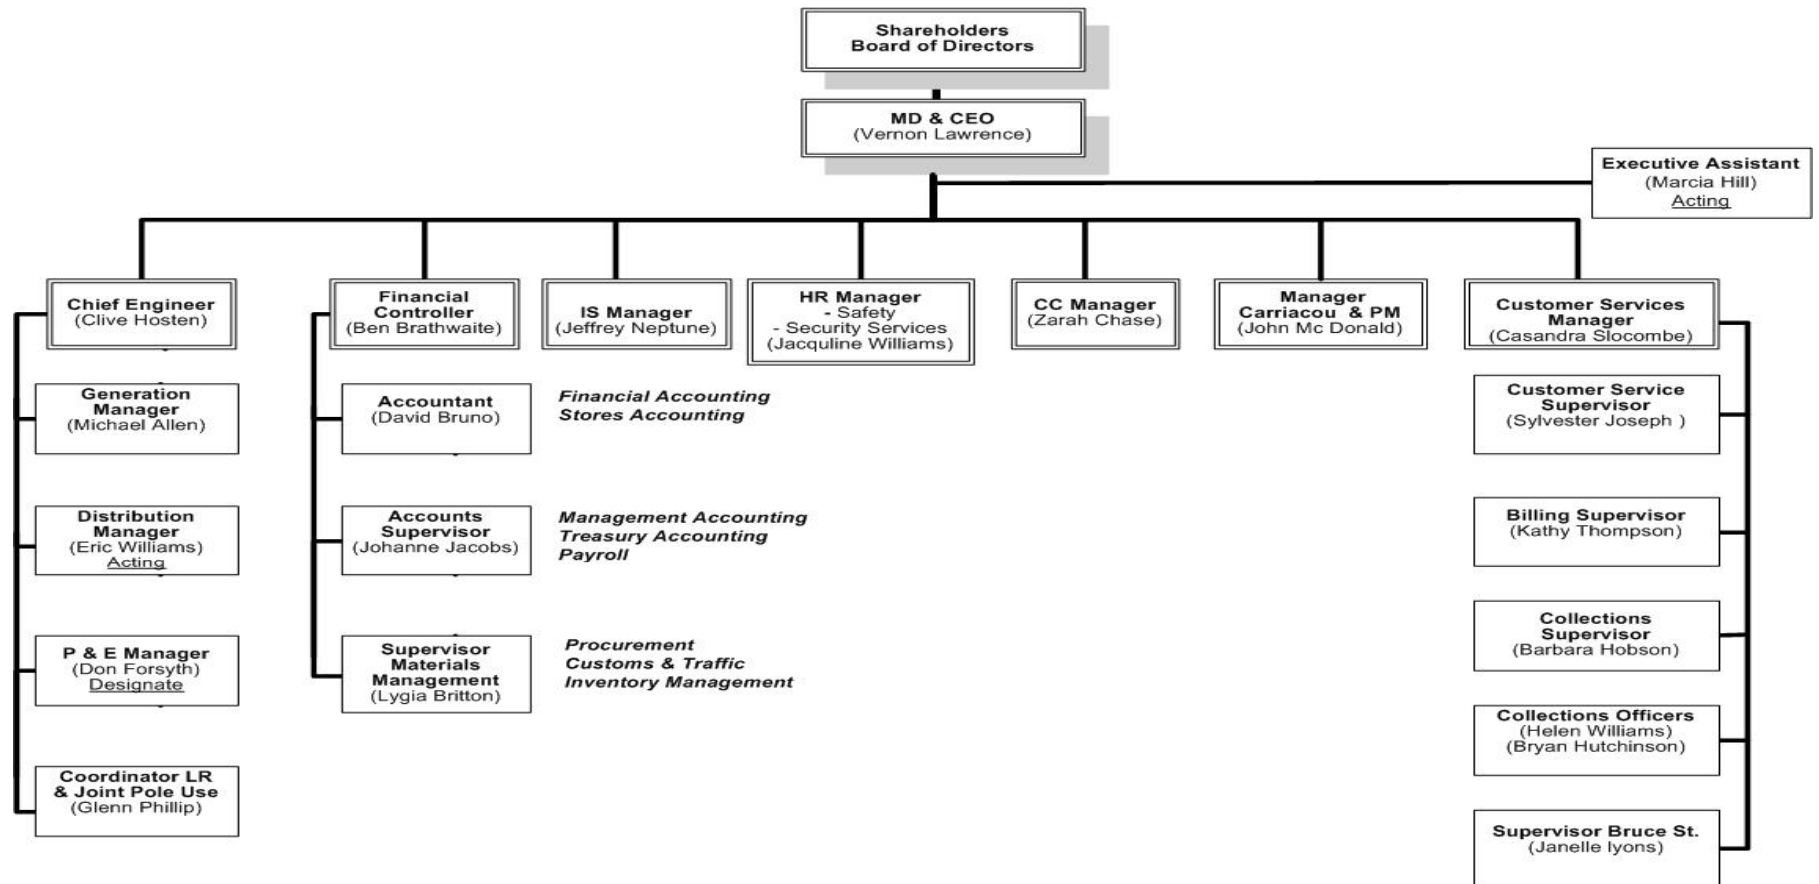 Shareholders
Board of Directors
MD & CEO
(Vernon Lawrence)
Executive Assistant
(Marcia Hill)
Acting
Chief Engineer
(Clive Hosten)
Financial
Controller
(Ben Brathwaite)
IS Manager
(Jeffrey Neptune)
HR Manager
- Safety
- Security Services
(Jacquline Williams)
CC Manager
(Zarah Chase)
Manager
Carriacou & PM
(John Mc Donald)
Customer Services
Manager
(Casandra Slocombe)
Generation
Manager
(Michael Allen)
Distribution
Manager
(Eric Williams)
Acting
P & E Manager
(Don Forsyth)
Designate
Coordinator LR
& Joint Pole Use
(Glenn Phillip)
Accountant
(David Bruno)
Financial Accounting
Stores Accounting
Accounts
Supervisor
(Johanne Jacobs)
Management Accounting
Treasury Accounting
Payroll
Supervisor
Materials
Management
(Lygia Britton)
Procurement
Customs & Traffic
Inventory Management
Customer Service
Supervisor
(Sylvester Joseph )
Billing Supervisor
(Kathy Thompson)
Collections
Supervisor
(Barbara Hobson)
Collections Officers
(Helen Williams)
(Bryan Hutchinson)
Supervisor Bruce St.
(Janelle lyons)